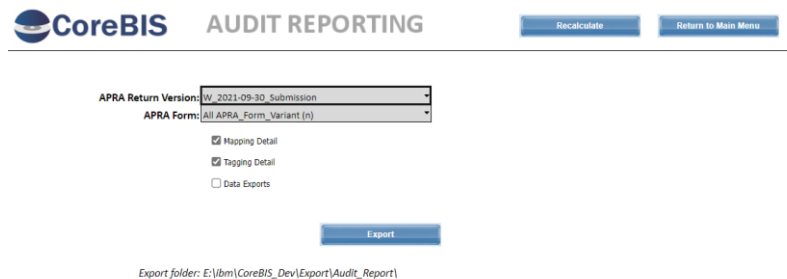 CoreBIS AUDIT REPORTING Recalculate Return to Main Menu
APRA Return Version: W_2021-09-30_Submission
APRA Form: All APRA_Form_Variant (n)
Mapping Detail
Tagging Detail
Data Exports
Export
Export folder: E:\ibm\CoreBIS_Dev\Export\Audit_Report\